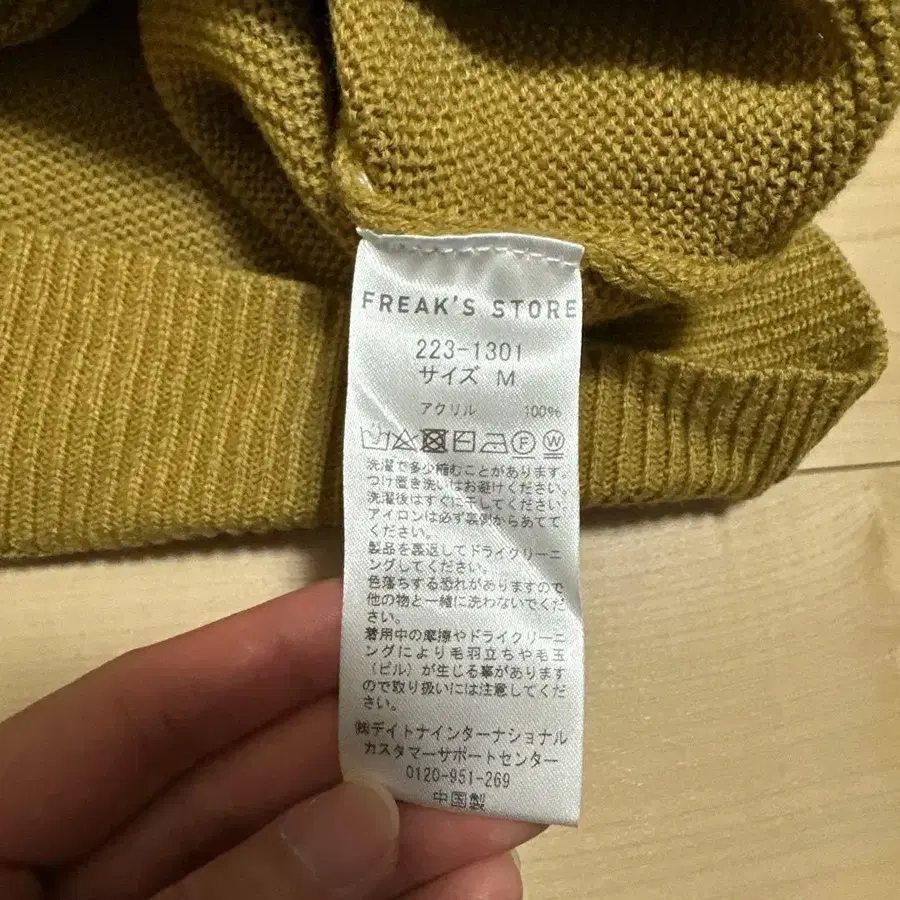 FREAK'S STORE
223-1301
サイズ M
アクリル 100%
F W
洗濯で多少縮むことがあります。
つけ置き洗いはお避けください。
洗濯後はすぐに干してください。
アイロンは必ず裏側からあてて
ください。
製品を裏返してドライクリーニ
ングしてください。
色落ちする恐れがありますので
他の物と一緒に洗わないでくだ
さい。
着用中の摩擦やドライクリーニ
ングにより毛羽立ちや毛玉
(ピル)が生じる事があります
ので取り扱いには注意してくだ
さい。
㈱デイトナインターナショナル
カスタマーサポートセンター
0120-951-269
中国製